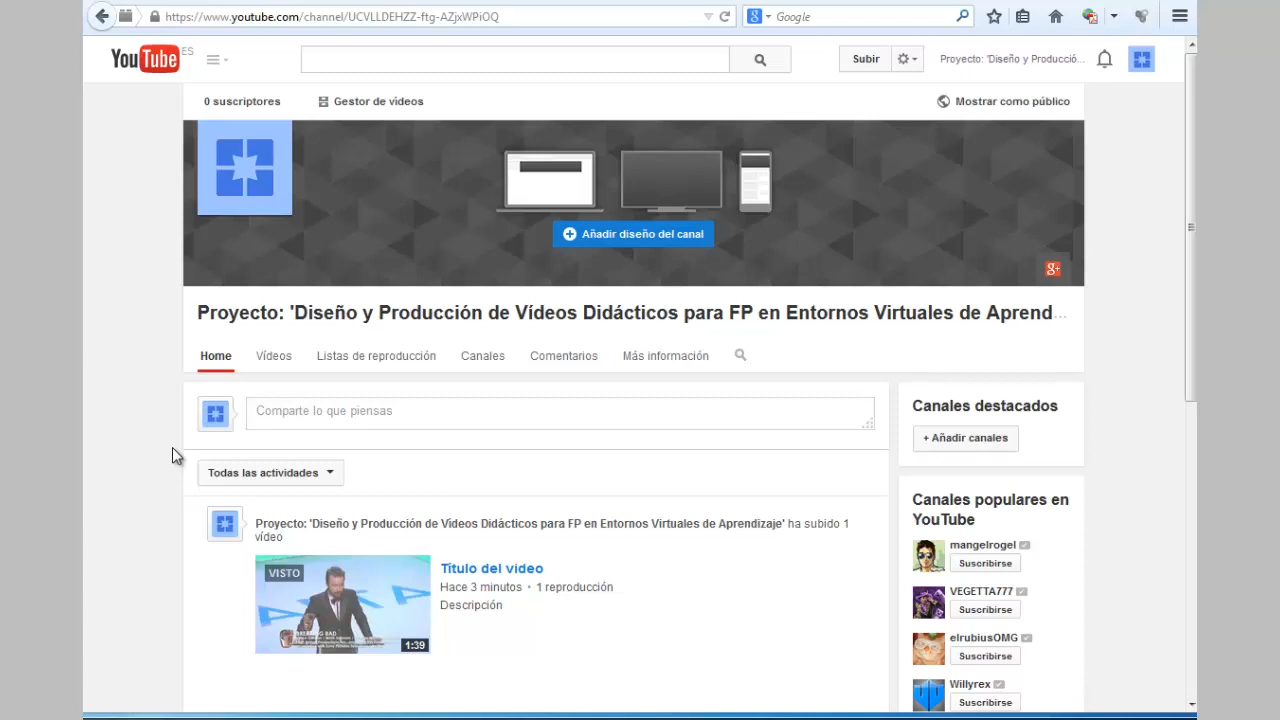 https://www.youtube.com/channel/UCVLLDEHZZ-ftg-AZjxWPiOQ
Google
YouTube ES
Subir
Proyecto: 'Diseño y Producció...
0 suscriptores
Gestor de vídeos
Mostrar como público
Añadir diseño del canal
g+
Proyecto: 'Diseño y Producción de Vídeos Didácticos para FP en Entornos Virtuales de Aprend...
Home
Vídeos
Listas de reproducción
Canales
Comentarios
Más información
Comparte lo que piensas
Canales destacados
+ Añadir canales
Todas las actividades
Canales populares en
YouTube
Proyecto: 'Diseño y Producción de Vídeos Didácticos para FP en Entornos Virtuales de Aprendizaje' ha subido 1
vídeo
VISTO
Título del vídeo
Hace 3 minutos • 1 reproducción
Descripción
1:39
mangelrogel
Suscribirse
VEGETTA777
Suscribirse
elrubiusOMG
Suscribirse
Willyrex
Suscribirse